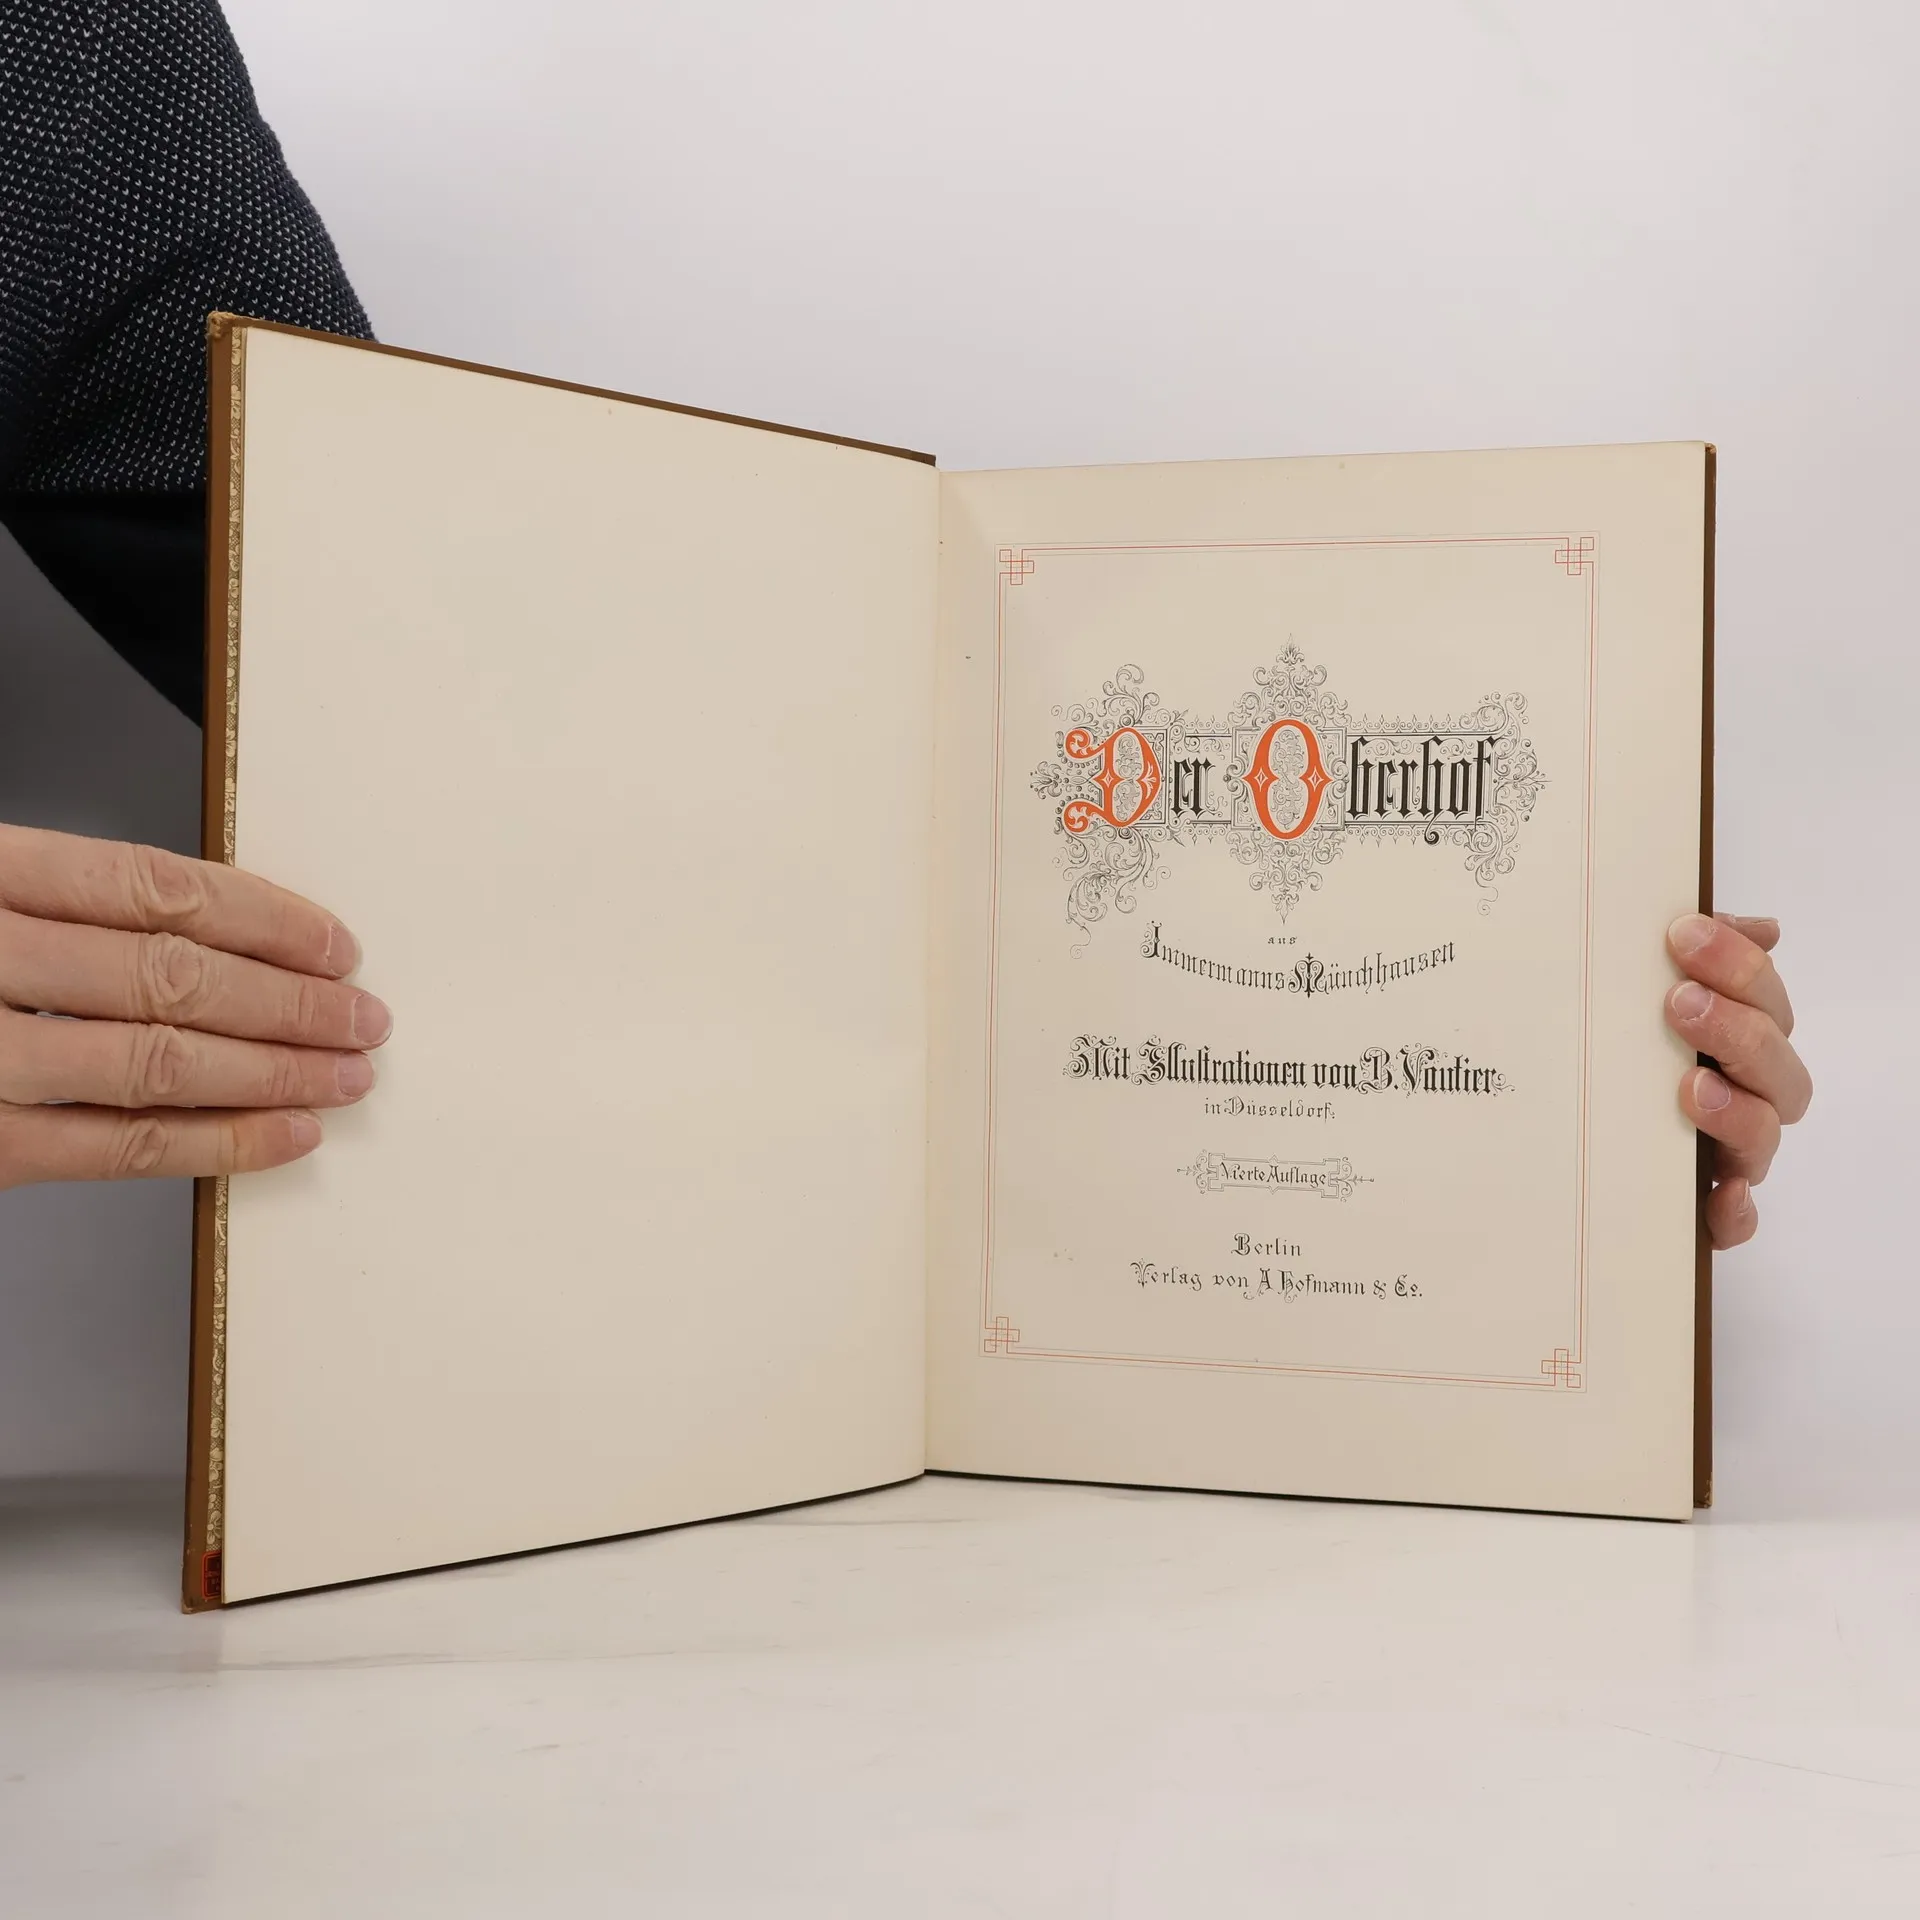 Der Oberhof
aus
Immermanns Münchhausen
Mit Illustrationen von B. Vautier
in Düsseldorf.
Vierte Auflage
Berlin
Verlag von A Hofmann & Co.